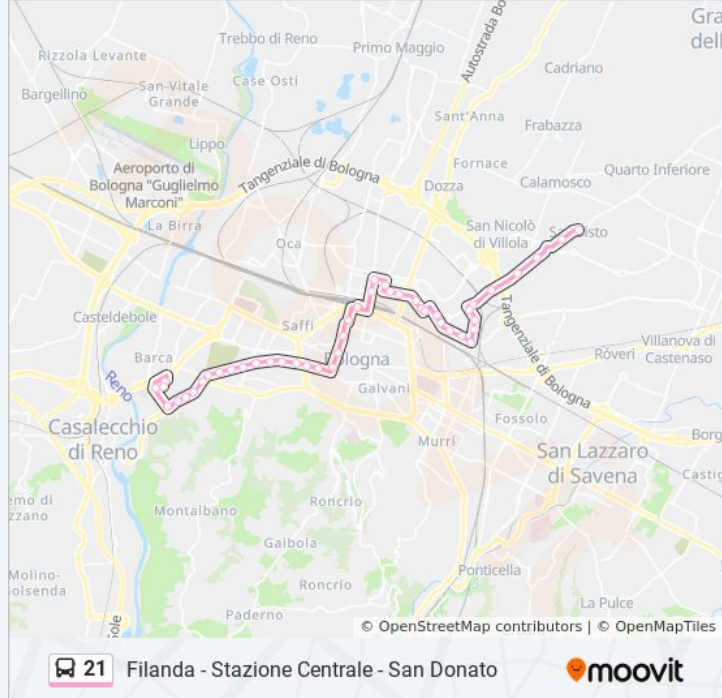 Gra
dell
Trebbo di Reno
Primo Maggio
Autostrada Bo
Rizzola Levante
Cadriano
San Vitale
Grande
Case Osti
Bargellino
Sant'Anna
Frabazza
Lippo
Fornace
Aeroporto di
Bologna "Guglielmo
Marconi"
Tangenziale di Bologna
Dozza
Calamosco
Quarto Inferiore
La Birra
San Nicolò
di Villola
Oca
Casteldebole
Saffi
Tangenziale di Bologna
Villanova di
Castenaso
Barca
Róveri
Reno
Galvani
Casalecchio
di Reno
Fossolo
Borg
Murri
San Lazzaro
di Savena
Castig
emo di
zzano
Montalbano
Roncrio
Gaibola
Molino-
Ponticella
Roncrio
Paderno
La Pulce
© OpenStreetMap contributors | © OpenMapTiles
21 Filanda - Stazione Centrale - San Donato
moovit